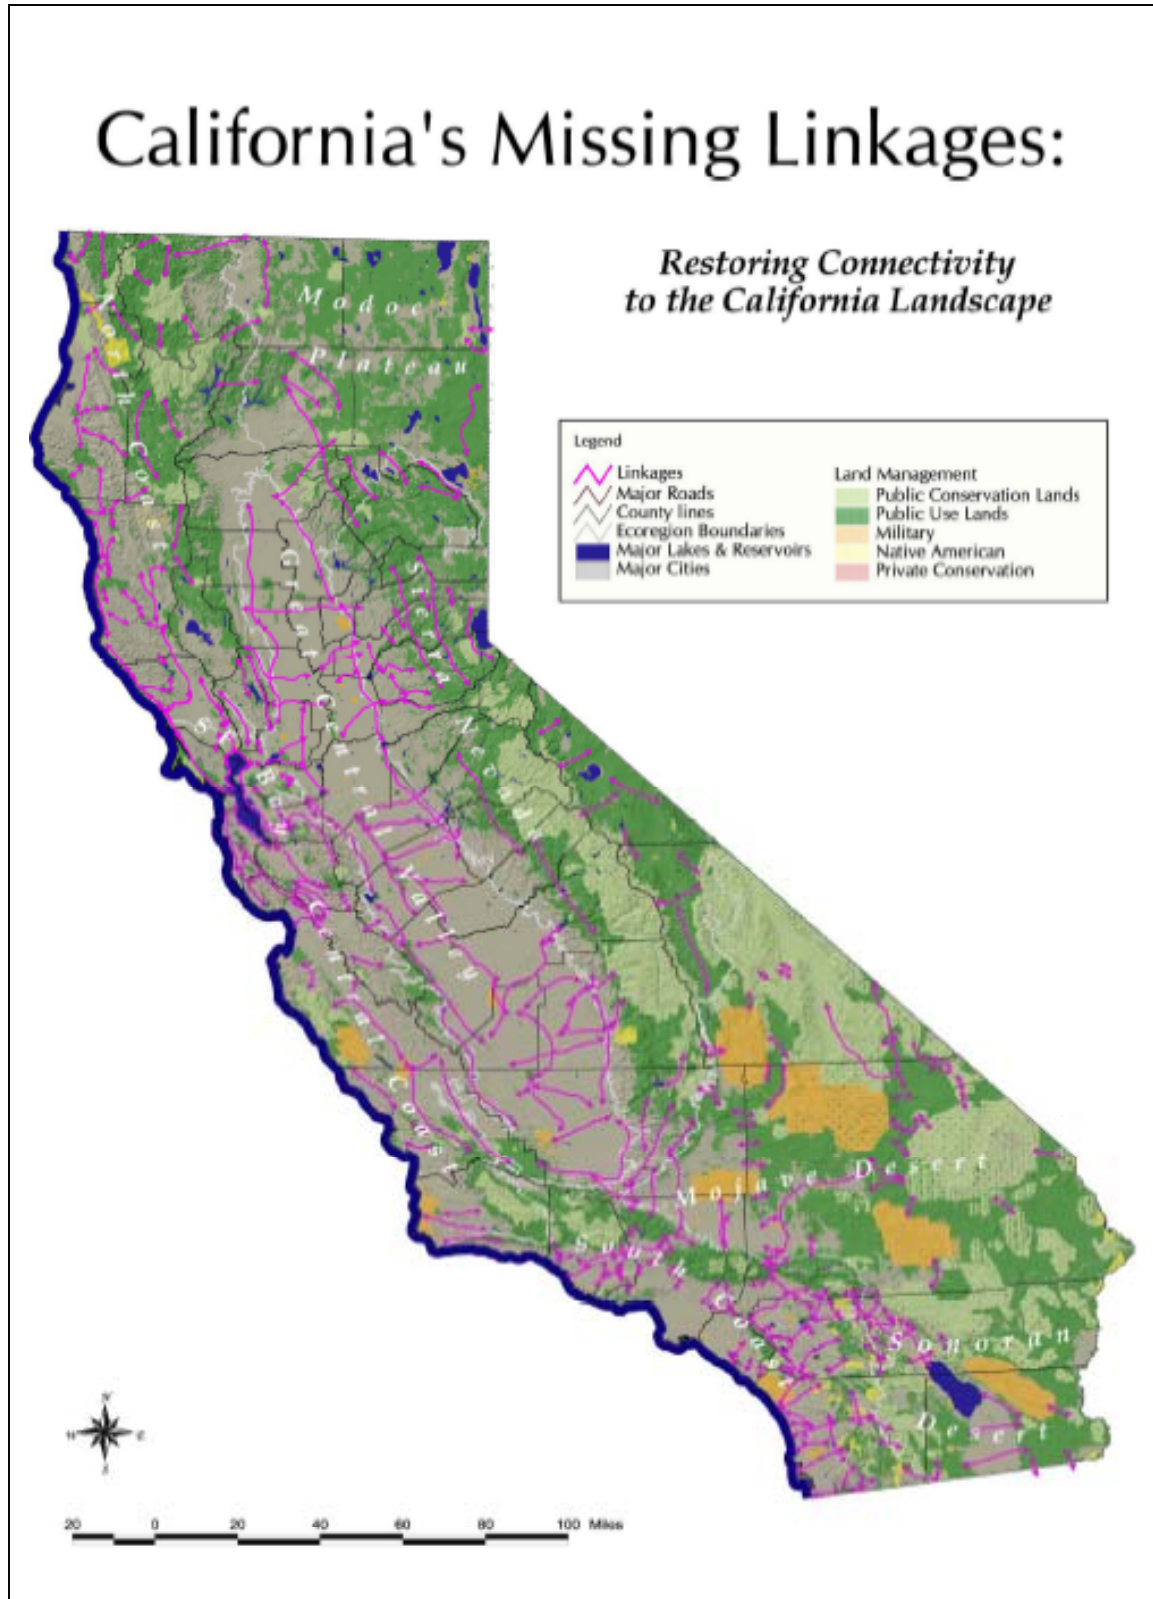 California's Missing Linkages:
Restoring Connectivity
to the California Landscape
Modoc
Plateau
North Coast
Legend
Linkages
Major Roads
County lines
Ecoregion Boundaries
Major Lakes & Reservoirs
Major Cities
Land Management
Public Conservation Lands
Public Use Lands
Military
Native American
Private Conservation
Sierra
Nevada
Great Central Valley
SF Bay
Central Coast
Mojave Desert
South Coast
Sonoran
Desert
N
W E
S
20 0 20 40 60 80 100 Miles